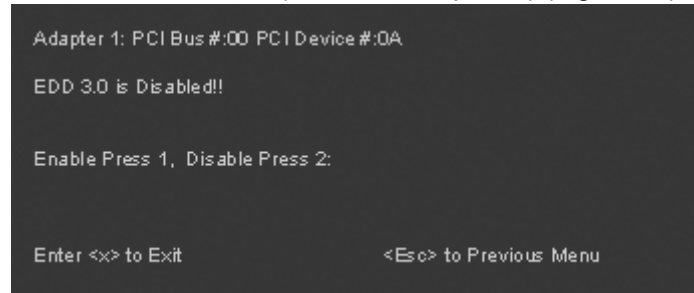 Adapter 1: PCI Bus #:00 PCI Device #:0A
EDD 3.0 is Disabled!!
Enable Press 1, Disable Press 2:
Enter <x> to Exit <Esc> to Previous Menu